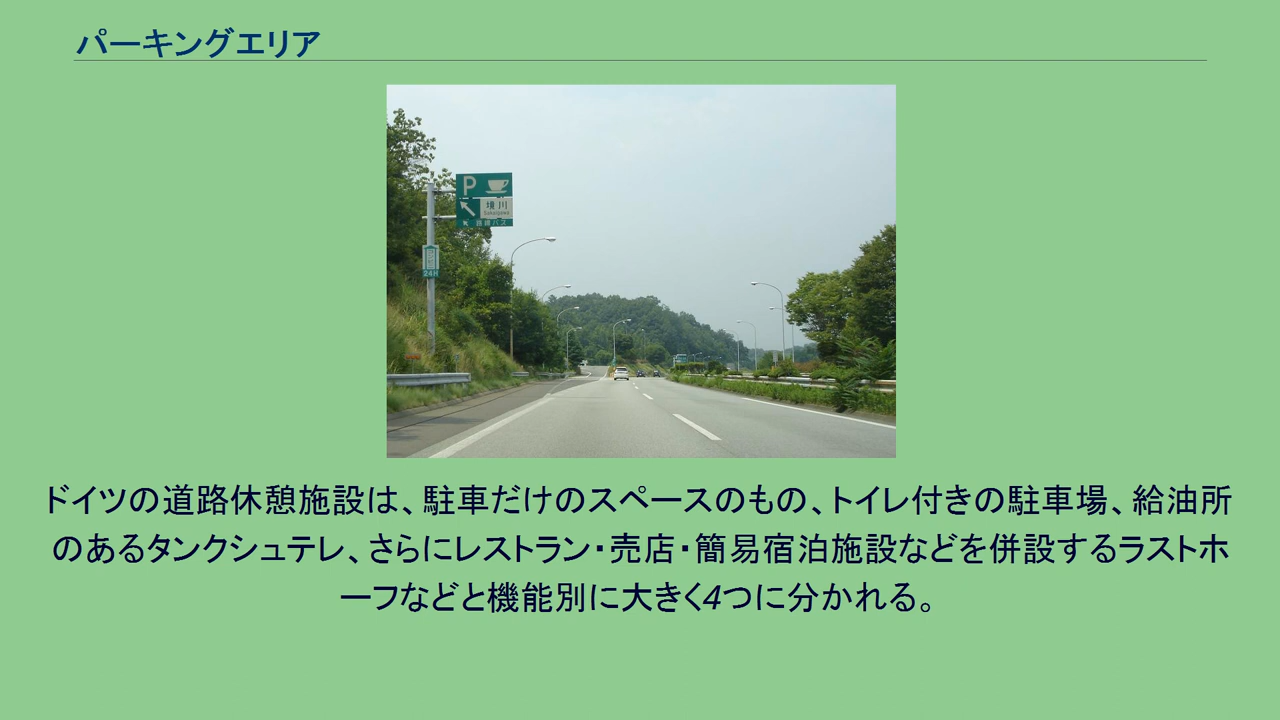 パーキングエリア
P
境川
Sakaigawa
路線バス
24H
ドイツの道路休憩施設は、駐車だけのスペースのもの、トイレ付きの駐車場、給油所
のあるタンクシュテレ、さらにレストラン・売店・簡易宿泊施設などを併設するラストホ
ーフなどと機能別に大きく4つに分かれる。